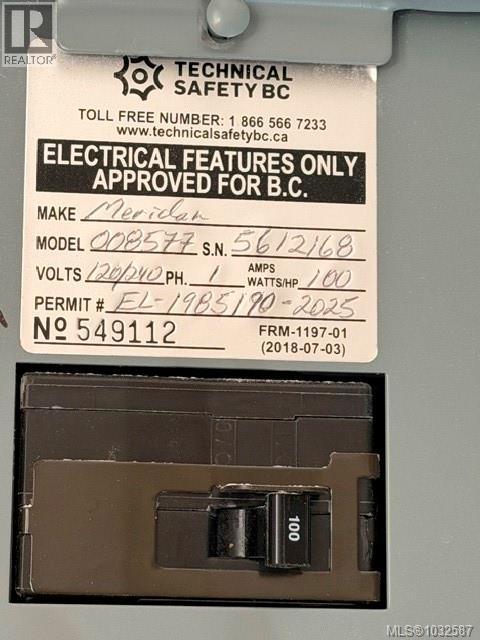 REALTOR®
TECHNICAL
SAFETY BC
TOLL FREE NUMBER: 1 866 566 7233
www.technicalsafetybc.ca
ELECTRICAL FEATURES ONLY
APPROVED FOR B.C.
MAKE Meridan
MODEL 008577 S.N. 5612168
VOLTS 120/240 PH. 1 AMPS WATTS/HP 100
PERMIT # EL-1985190-2025
Nº 549112 FRM-1197-01
(2018-07-03)
100
MLS®1032587